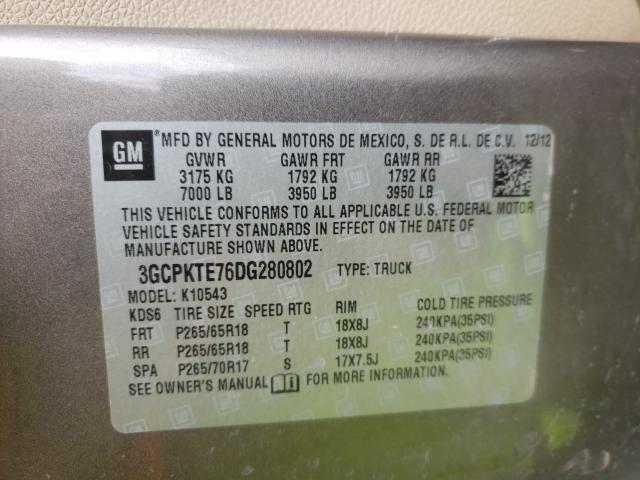 GM
®MFD BY GENERAL MOTORS DE MEXICO, S. DE R.L. DE C.V. 12/12
GVWR GAWR FRT GAWR RR
3175 KG 1792 KG 1792 KG
7000 LB 3950 LB 3950 LB
THIS VEHICLE CONFORMS TO ALL APPLICABLE U.S. FEDERAL MOTOR
VEHICLE SAFETY STANDARDS IN EFFECT ON THE DATE OF
MANUFACTURE SHOWN ABOVE.
3GCPKTE76DG280802 TYPE: TRUCK
MODEL: K10543
KDS6 TIRE SIZE SPEED RTG RIM COLD TIRE PRESSURE
FRT P265/65R18 T 18X8J 240KPA(35PSI)
RR P265/65R18 T 18X8J 240KPA(35PSI)
SPA P265/70R17 S 17X7.5J 240KPA(35PSI)
SEE OWNER'S MANUAL FOR MORE INFORMATION.